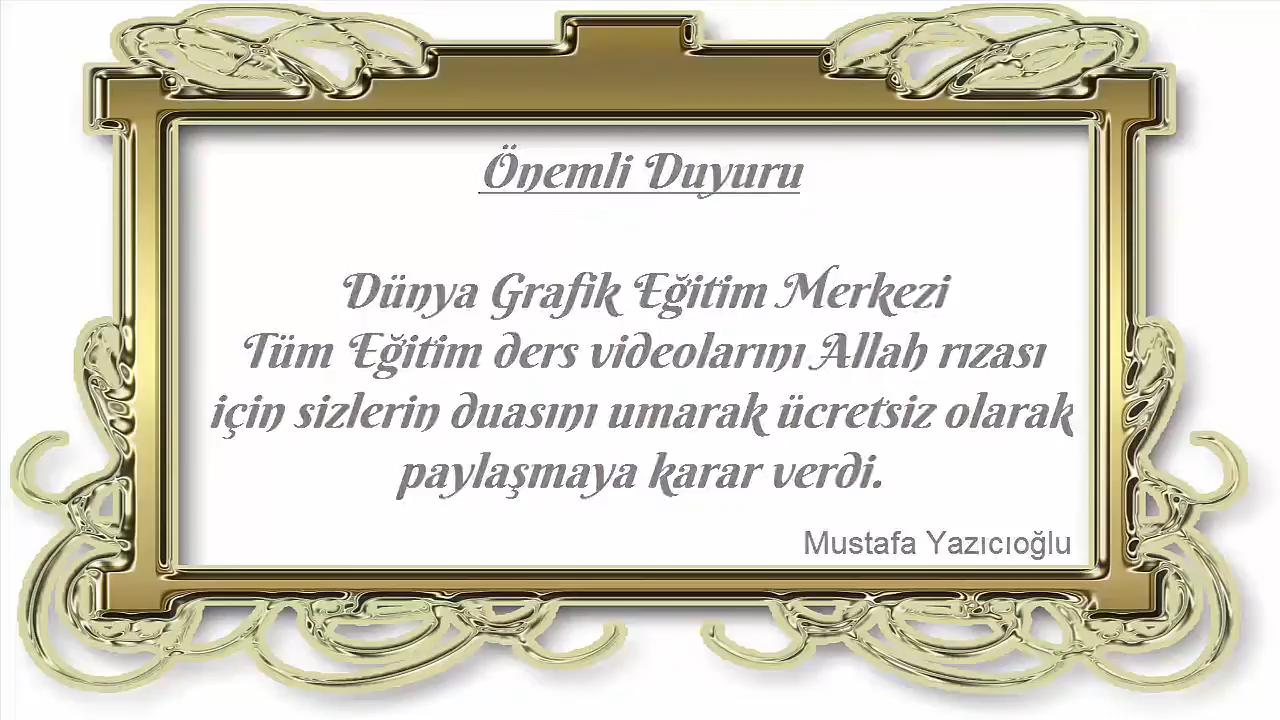 Önemli Duyuru
Dünya Grafik Eğitim Merkezi
Tüm Eğitim ders videolarını Allah rızası
için sizlerin duasını umarak ücretsiz olarak
paylaşmaya karar verdi.
Mustafa Yazıcıoğlu